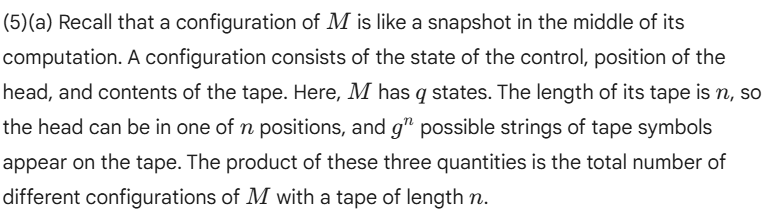 (5)(a) Recall that a configuration of M is like a snapshot in the middle of its
computation. A configuration consists of the state of the control, position of the
head, and contents of the tape. Here, M has q states. The length of its tape is n, so
the head can be in one of n positions, and gⁿ possible strings of tape symbols
appear on the tape. The product of these three quantities is the total number of
different configurations of M with a tape of length n.